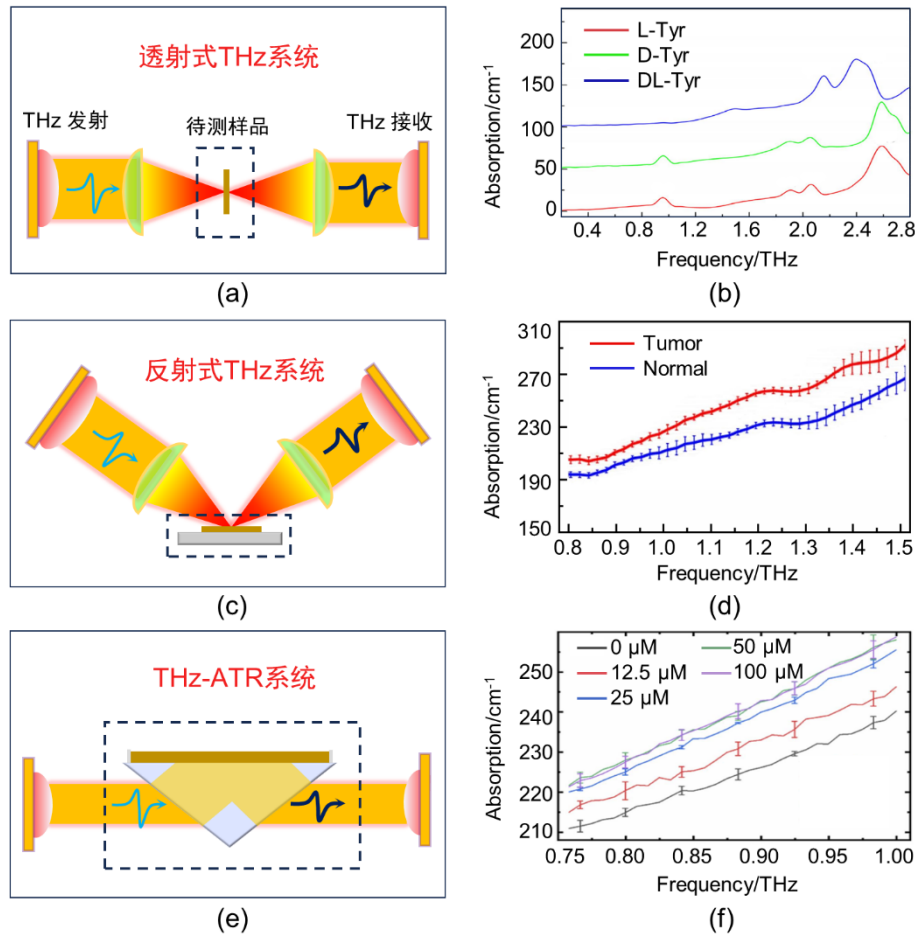 透射式THz系统
THz 发射
待测样品
THz 接收
(a)
L-Tyr
D-Tyr
DL-Tyr
200
150
100
50
0
0.4
0.8
1.2
1.6
2.0
2.4
2.8
Absorption/cm⁻¹
Frequency/THz
(b)
反射式THz系统
(c)
Tumor
Normal
310
270
230
190
150
0.8
0.9
1.0
1.1
1.2
1.3
1.4
1.5
Absorption/cm⁻¹
Frequency/THz
(d)
THz-ATR系统
(e)
0 μM
50 μM
12.5 μM
100 μM
25 μM
250
240
230
220
210
0.75
0.80
0.85
0.90
0.95
1.00
Absorption/cm⁻¹
Frequency/THz
(f)